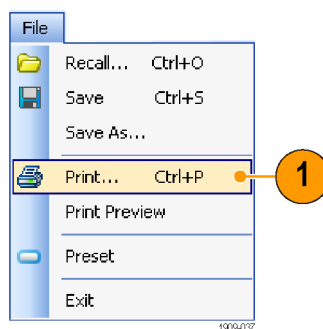 File
Recall... Ctrl+O
Save Ctrl+S
Save As...
Print... Ctrl+P
1
Print Preview
Preset
Exit
1909-037